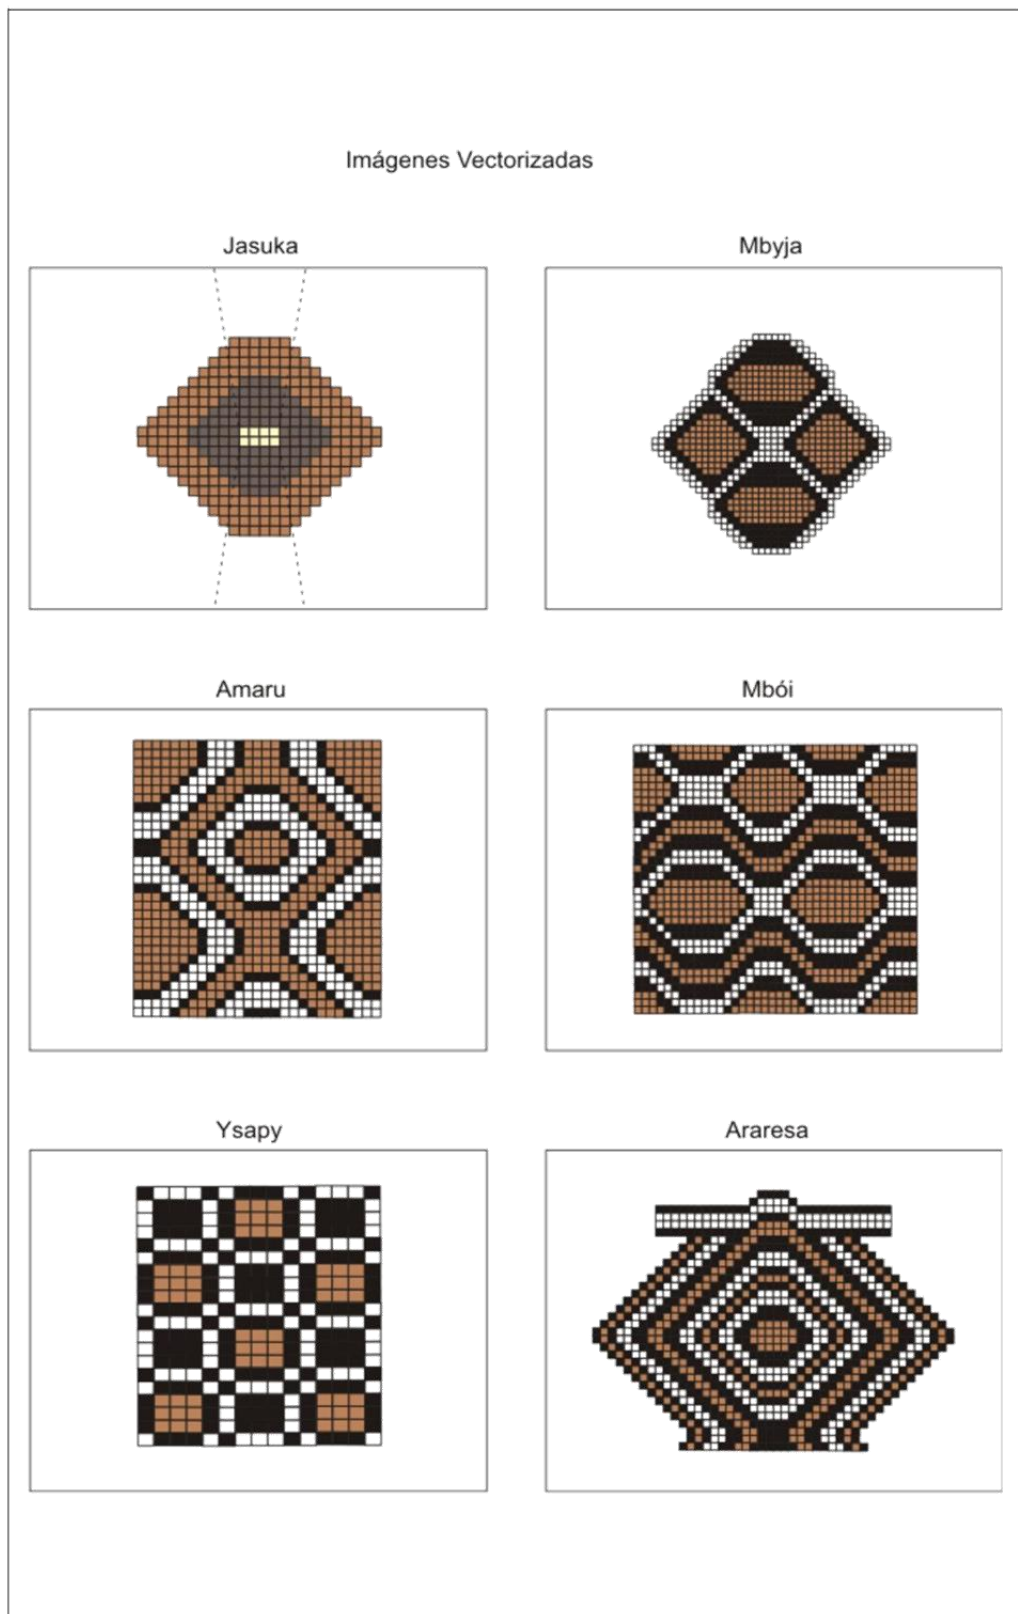 Imágenes Vectorizadas
Jasuka
Mbyja
Amaru
Mbói
Ysapy
Araresa